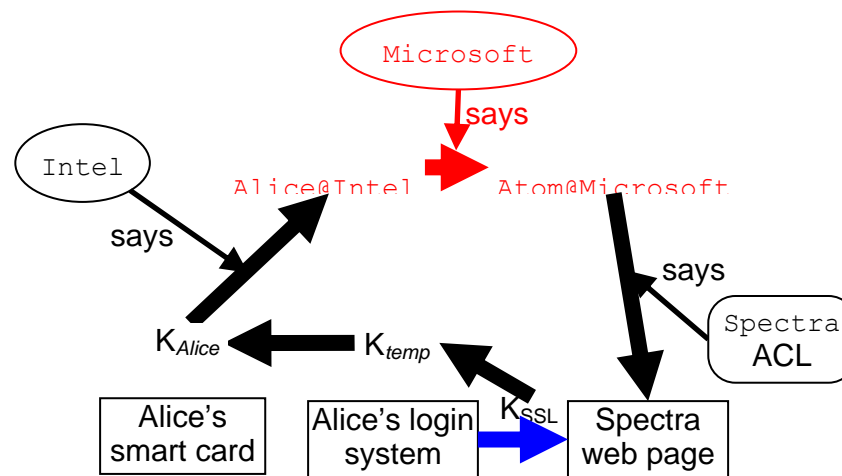 Microsoft
says
Intel
Alice@Intel
Atom@Microsoft
says
says
Spectra
ACL
KAlice
Ktemp
KSSL
Alice's
smart card
Alice's login
system
Spectra
web page